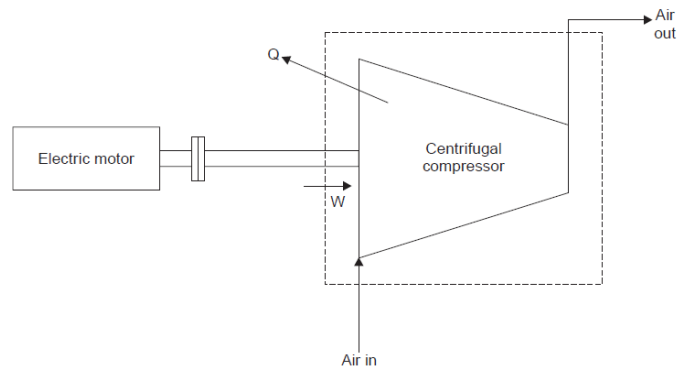 Air
out
Q
Electric motor
Centrifugal
compressor
W
Air in